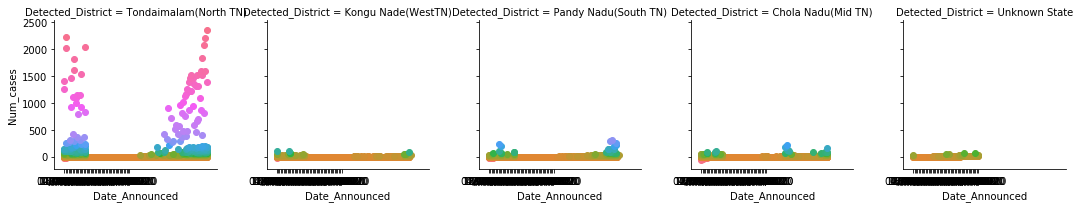 Detected_District = Tondaimalam(North TN)
Detected_District = Kongu Nade(WestTN)
Detected_District = Pandy Nadu(South TN)
Detected_District = Chola Nadu(Mid TN)
Detected_District = Unknown State
2500
2000
1500
1000
500
0
Num_cases
Date_Announced
Date_Announced
Date_Announced
Date_Announced
Date_Announced